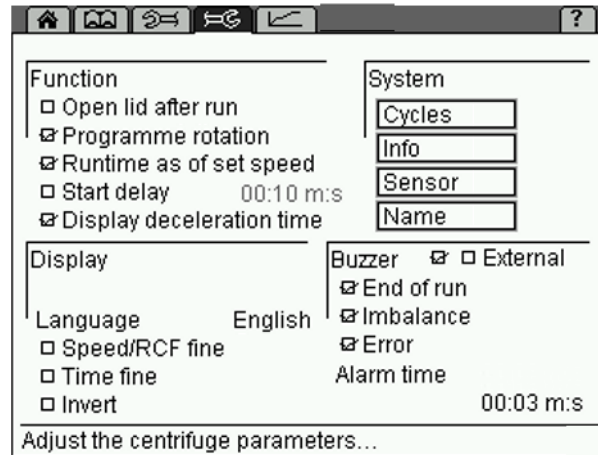 ?
Function
Open lid after run
Programme rotation
Runtime as of set speed
Start delay 00:10 m:s
Display deceleration time
System
Cycles
Info
Sensor
Name
Display
Language English
Speed/RCF fine
Time fine
Invert
Buzzer External
End of run
Imbalance
Error
Alarm time
00:03 m:s
Adjust the centrifuge parameters...